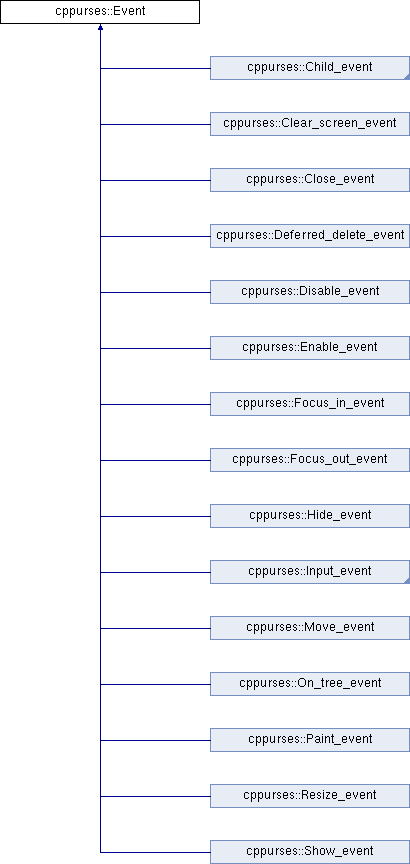 cppurses::Event
cppurses::Child_event
cppurses::Clear_screen_event
cppurses::Close_event
cppurses::Deferred_delete_event
cppurses::Disable_event
cppurses::Enable_event
cppurses::Focus_in_event
cppurses::Focus_out_event
cppurses::Hide_event
cppurses::Input_event
cppurses::Move_event
cppurses::On_tree_event
cppurses::Paint_event
cppurses::Resize_event
cppurses::Show_event